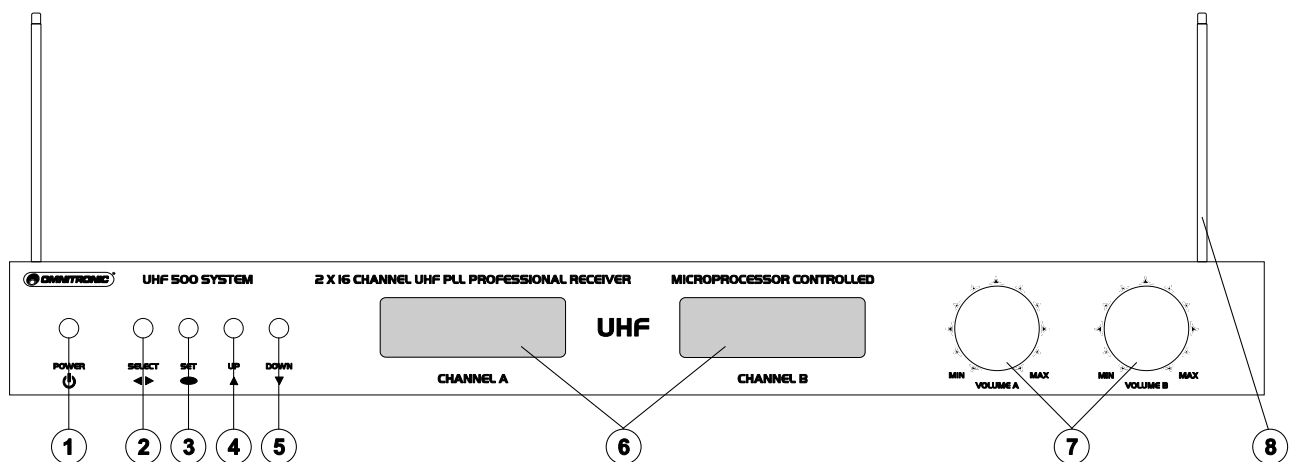 OMNITRONIC® UHF 500 SYSTEM 2 X 16 CHANNEL UHF PLL PROFESSIONAL RECEIVER MICROPROCESSOR CONTROLLED
UHF
POWER SELECT SET UP DOWN
CHANNEL A CHANNEL B
MIN MAX MIN MAX
VOLUME A VOLUME B
1 2 3 4 5 6 7 8